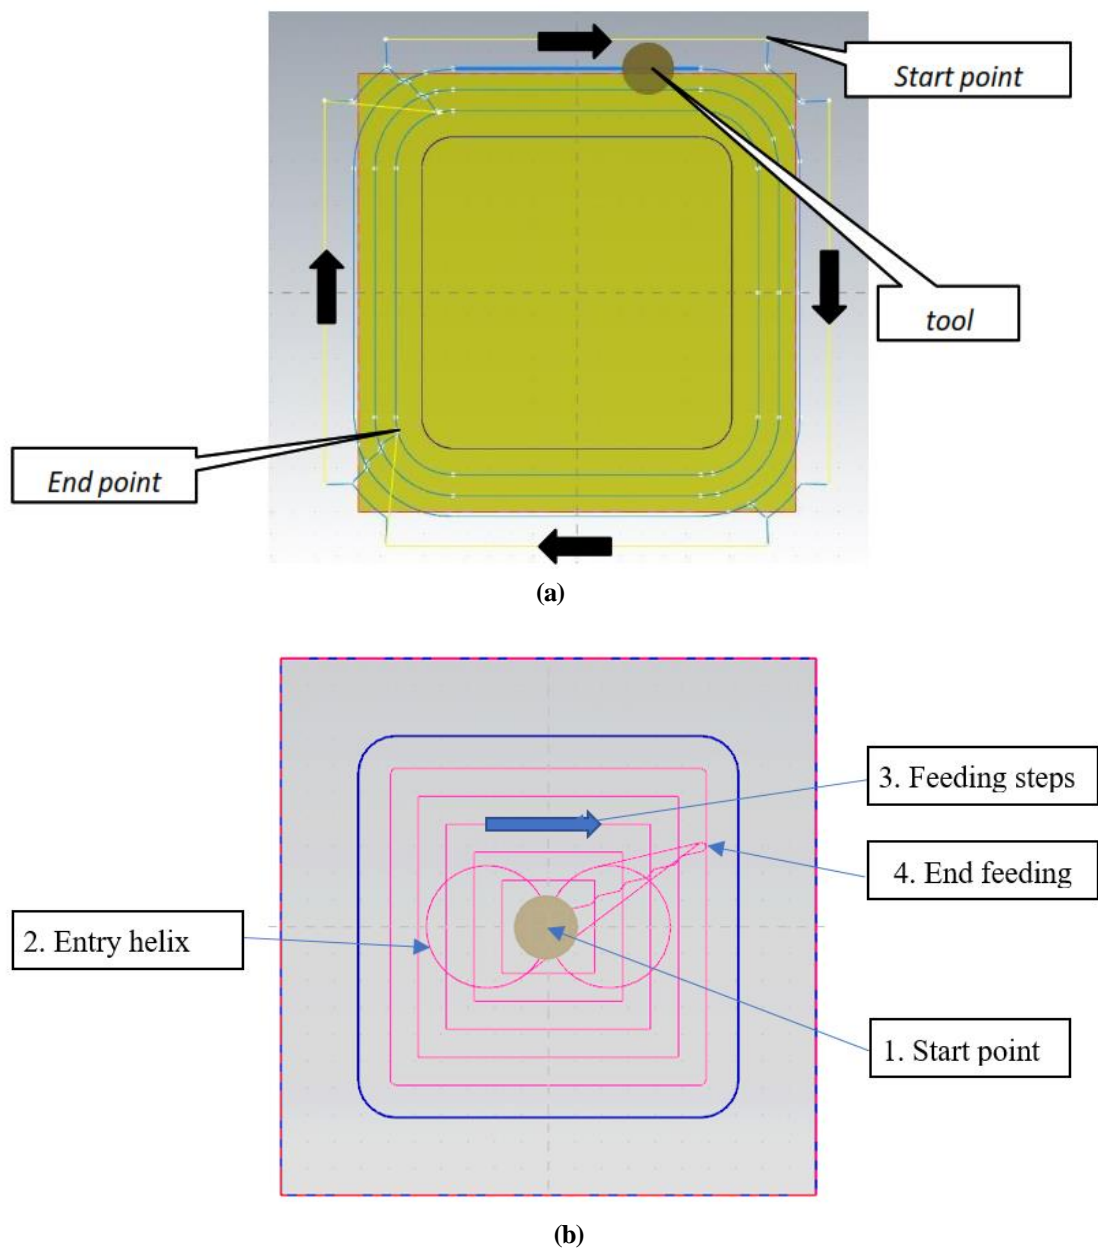 Start point
tool
End point
(a)
3. Feeding steps
4. End feeding
2. Entry helix
1. Start point
(b)